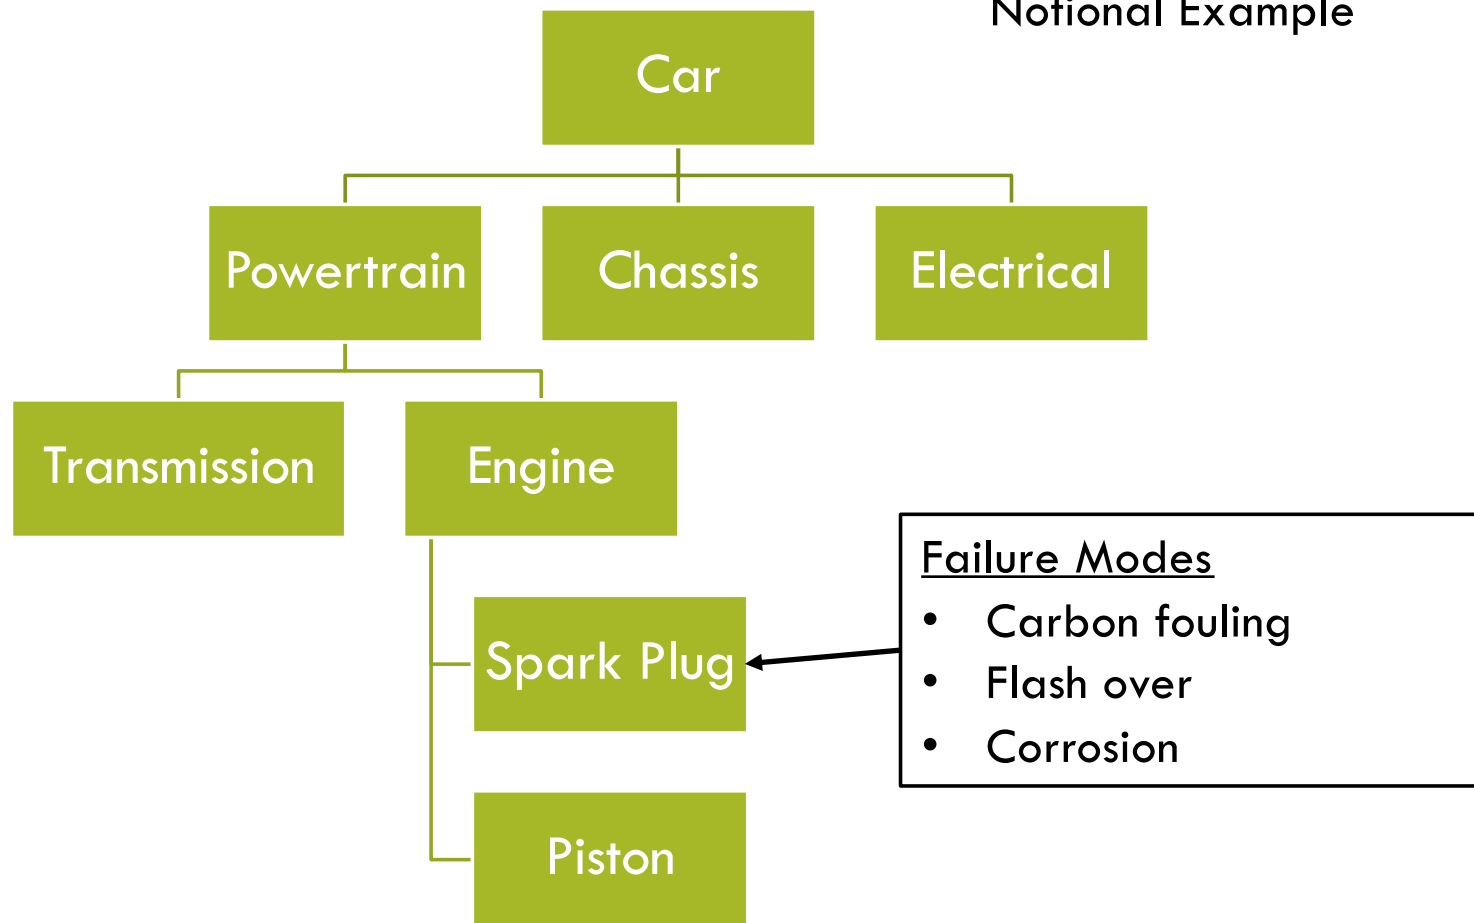 Notional Example
Car
Powertrain
Chassis
Electrical
Transmission
Engine
Failure Modes
• Carbon fouling
• Flash over
• Corrosion
Spark Plug
Piston